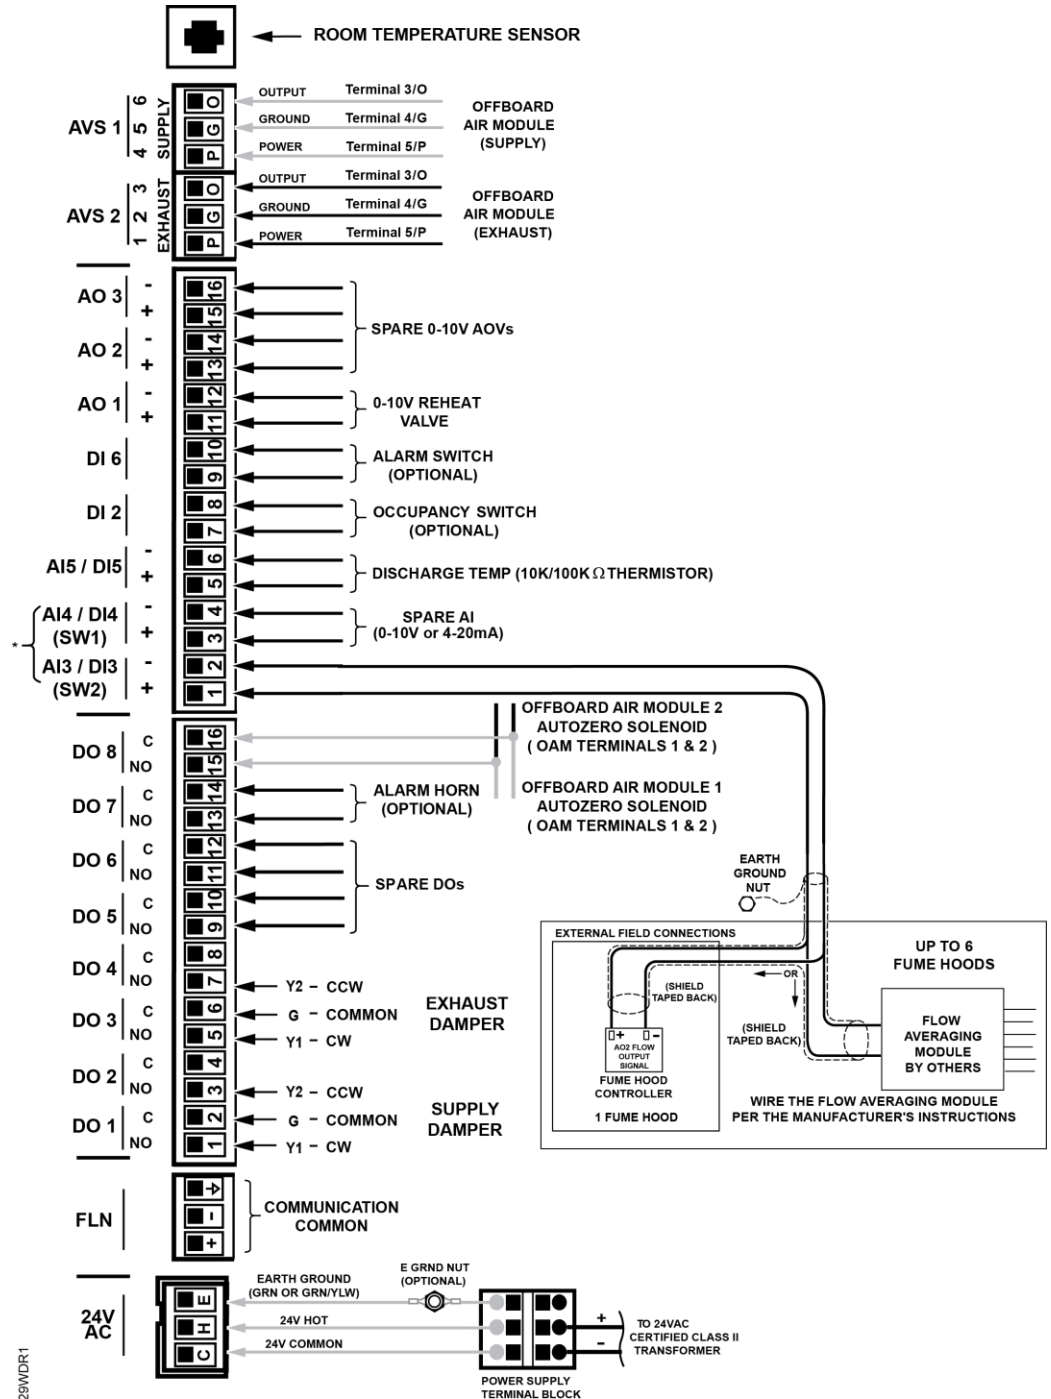 ROOM TEMPERATURE SENSOR
AVS 1
4 5 6
SUPPLY
O
G
P
OUTPUT
Terminal 3/O
GROUND
Terminal 4/G
POWER
Terminal 5/P
OFFBOARD
AIR MODULE
(SUPPLY)
AVS 2
1 2 3
EXHAUST
O
G
P
OUTPUT
Terminal 3/O
GROUND
Terminal 4/G
POWER
Terminal 5/P
OFFBOARD
AIR MODULE
(EXHAUST)
AO 3
-
+
16
15
AO 2
-
+
14
13
SPARE 0-10V AOVs
AO 1
-
+
12
11
0-10V REHEAT
VALVE
DI 6
10
9
ALARM SWITCH
(OPTIONAL)
DI 2
8
7
OCCUPANCY SWITCH
(OPTIONAL)
AI5 / DI5
-
+
6
5
DISCHARGE TEMP (10K/100K Ω THERMISTOR)
*
AI4 / DI4
(SW1)
-
+
4
3
SPARE AI
(0-10V or 4-20mA)
AI3 / DI3
(SW2)
-
+
2
1
DO 8
C
NO
16
15
OFFBOARD AIR MODULE 2
AUTOZERO SOLENOID
( OAM TERMINALS 1 & 2 )
OFFBOARD AIR MODULE 1
AUTOZERO SOLENOID
( OAM TERMINALS 1 & 2 )
DO 7
C
NO
14
13
ALARM HORN
(OPTIONAL)
DO 6
C
NO
12
11
SPARE DOs
DO 5
C
NO
10
9
DO 4
C
NO
8
7
Y2 - CCW
DO 3
C
NO
6
5
G - COMMON
Y1 - CW
EXHAUST
DAMPER
DO 2
C
NO
4
3
Y2 - CCW
DO 1
C
NO
2
1
G - COMMON
Y1 - CW
SUPPLY
DAMPER
EARTH
GROUND
NUT
EXTERNAL FIELD CONNECTIONS
UP TO 6
FUME HOODS
OR
(SHIELD
TAPED BACK)
(SHIELD
TAPED BACK)
+ -
AO2 FLOW
OUTPUT
SIGNAL
FUME HOOD
CONTROLLER
1 FUME HOOD
FLOW
AVERAGING
MODULE
BY OTHERS
WIRE THE FLOW AVERAGING MODULE
PER THE MANUFACTURER'S INSTRUCTIONS
FLN
-
+
COMMUNICATION
COMMON
24V
AC
E
H
C
EARTH GROUND
(GRN OR GRN/YLW)
E GRND NUT
(OPTIONAL)
24V HOT
24V COMMON
+
-
TO 24VAC
CERTIFIED CLASS II
TRANSFORMER
POWER SUPPLY
TERMINAL BLOCK
29WDR1